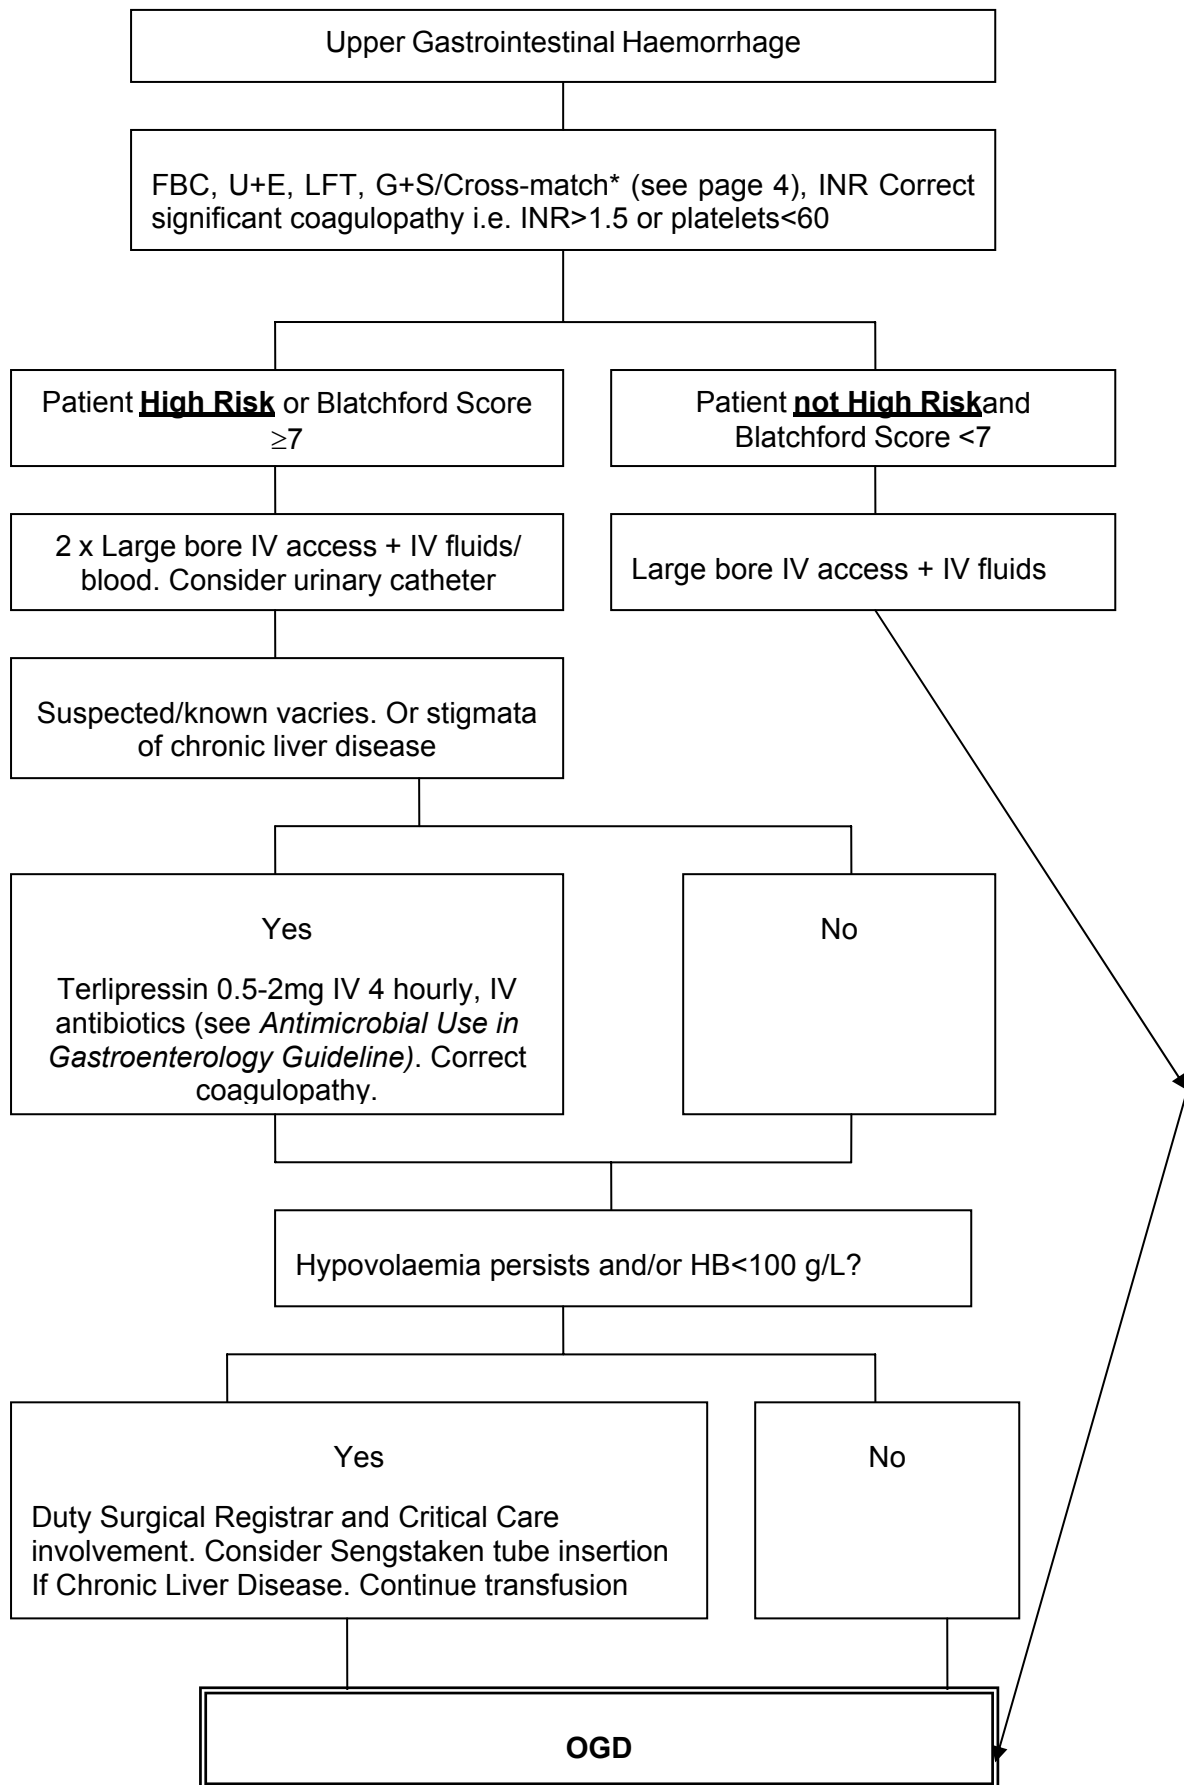 Upper Gastrointestinal Haemorrhage
FBC, U+E, LFT, G+S/Cross-match* (see page 4), INR Correct
significant coagulopathy i.e. INR>1.5 or platelets<60
Patient High Risk or Blatchford Score
≥7
Patient not High Riskand
Blatchford Score <7
2 x Large bore IV access + IV fluids/
blood. Consider urinary catheter
Large bore IV access + IV fluids
Suspected/known vacries. Or stigmata
of chronic liver disease
Yes
Terlipressin 0.5-2mg IV 4 hourly, IV
antibiotics (see Antimicrobial Use in
Gastroenterology Guideline). Correct
coagulopathy.
No
Hypovolaemia persists and/or HB<100 g/L?
Yes
Duty Surgical Registrar and Critical Care
involvement. Consider Sengstaken tube insertion
If Chronic Liver Disease. Continue transfusion
No
OGD